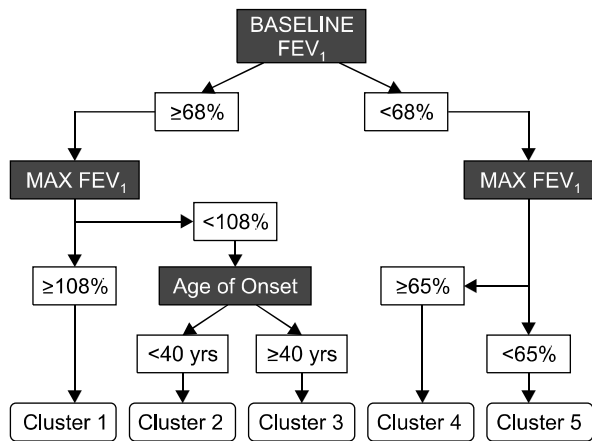 BASELINE
FEV₁
≥68%
<68%
MAX FEV₁
MAX FEV₁
<108%
≥108%
Age of Onset
≥65%
<40 yrs
≥40 yrs
<65%
Cluster 1
Cluster 2
Cluster 3
Cluster 4
Cluster 5